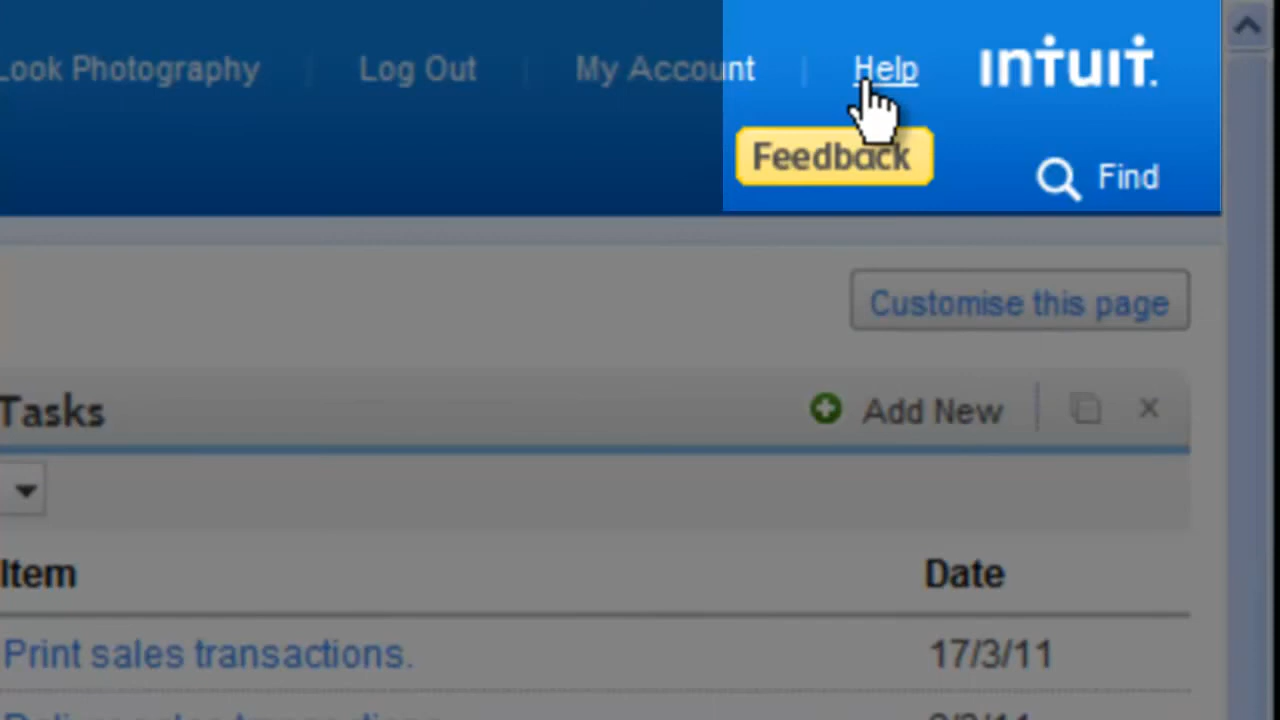 Look Photography | Log Out | My Account | Help intuit.
Feedback Find
Customise this page
Tasks Add New
Item Date
Print sales transactions. 17/3/11